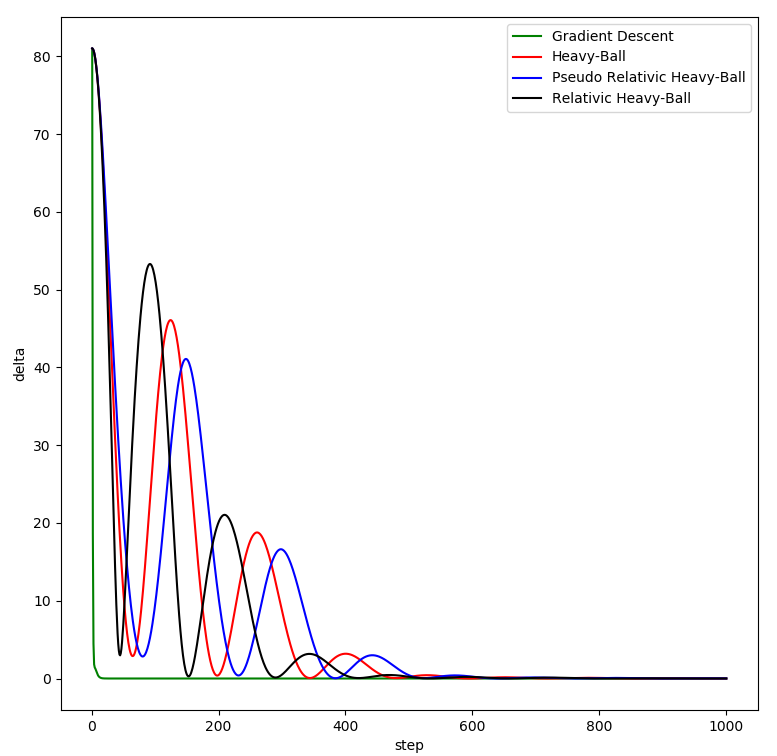 Gradient Descent
Heavy-Ball
Pseudo Relativic Heavy-Ball
Relativic Heavy-Ball
80
70
60
50
40
30
20
10
0
delta
0 200 400 600 800 1000
step